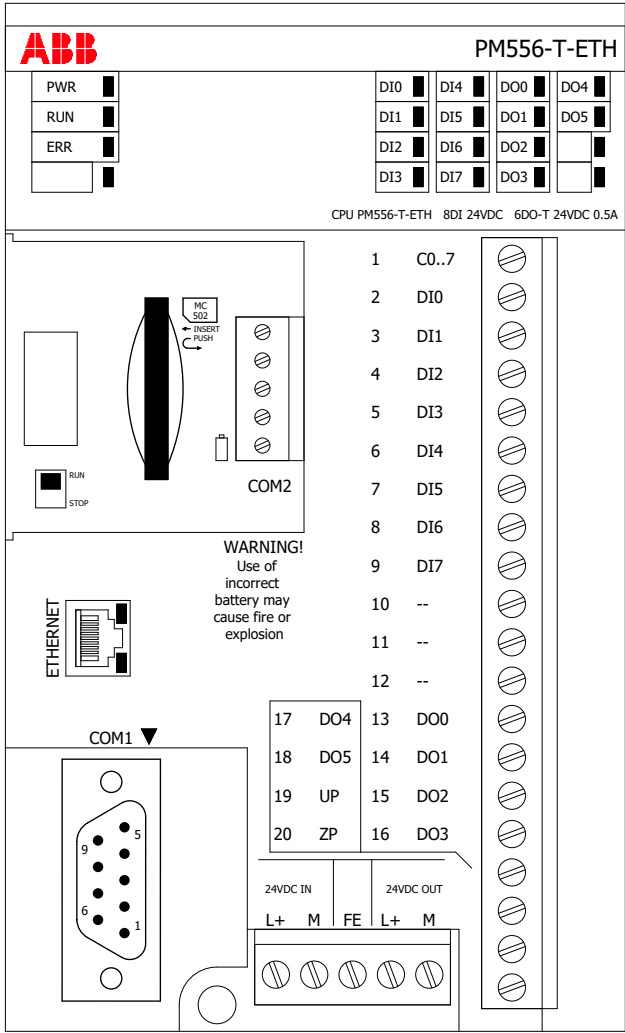 ABB
PM556-T-ETH
PWR DI0 DI4 DO0 DO4
RUN DI1 DI5 DO1 DO5
ERR DI2 DI6 DO2
DI3 DI7 DO3
CPU PM556-T-ETH 8DI 24VDC 6DO-T 24VDC 0.5A
MC
502
INSERT
PUSH
RUN
STOP
COM2
WARNING!
Use of
incorrect
battery may
cause fire or
explosion
ETHERNET
COM1
5
9
6
1
1 C0..7
2 DI0
3 DI1
4 DI2
5 DI3
6 DI4
7 DI5
8 DI6
9 DI7
10 --
11 --
12 --
17 DO4 13 DO0
18 DO5 14 DO1
19 UP 15 DO2
20 ZP 16 DO3
24VDC IN 24VDC OUT
L+ M FE L+ M